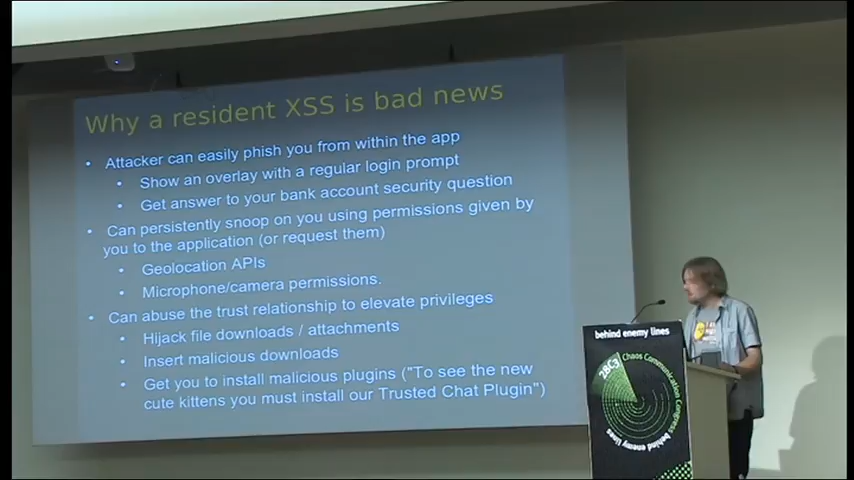 Why a resident XSS is bad news
• Attacker can easily phish you from within the app
• Show an overlay with a regular login prompt
• Get answer to your bank account security question
• Can persistently snoop on you using permissions given by
you to the application (or request them)
• Geolocation APIs
• Microphone/camera permissions.
• Can abuse the trust relationship to elevate privileges
• Hijack file downloads / attachments
• Insert malicious downloads
• Get you to install malicious plugins ("To see the new
cute kittens you must install our Trusted Chat Plugin")
behind enemy lines
28C3 Chaos Communication Congress behind enemy lines